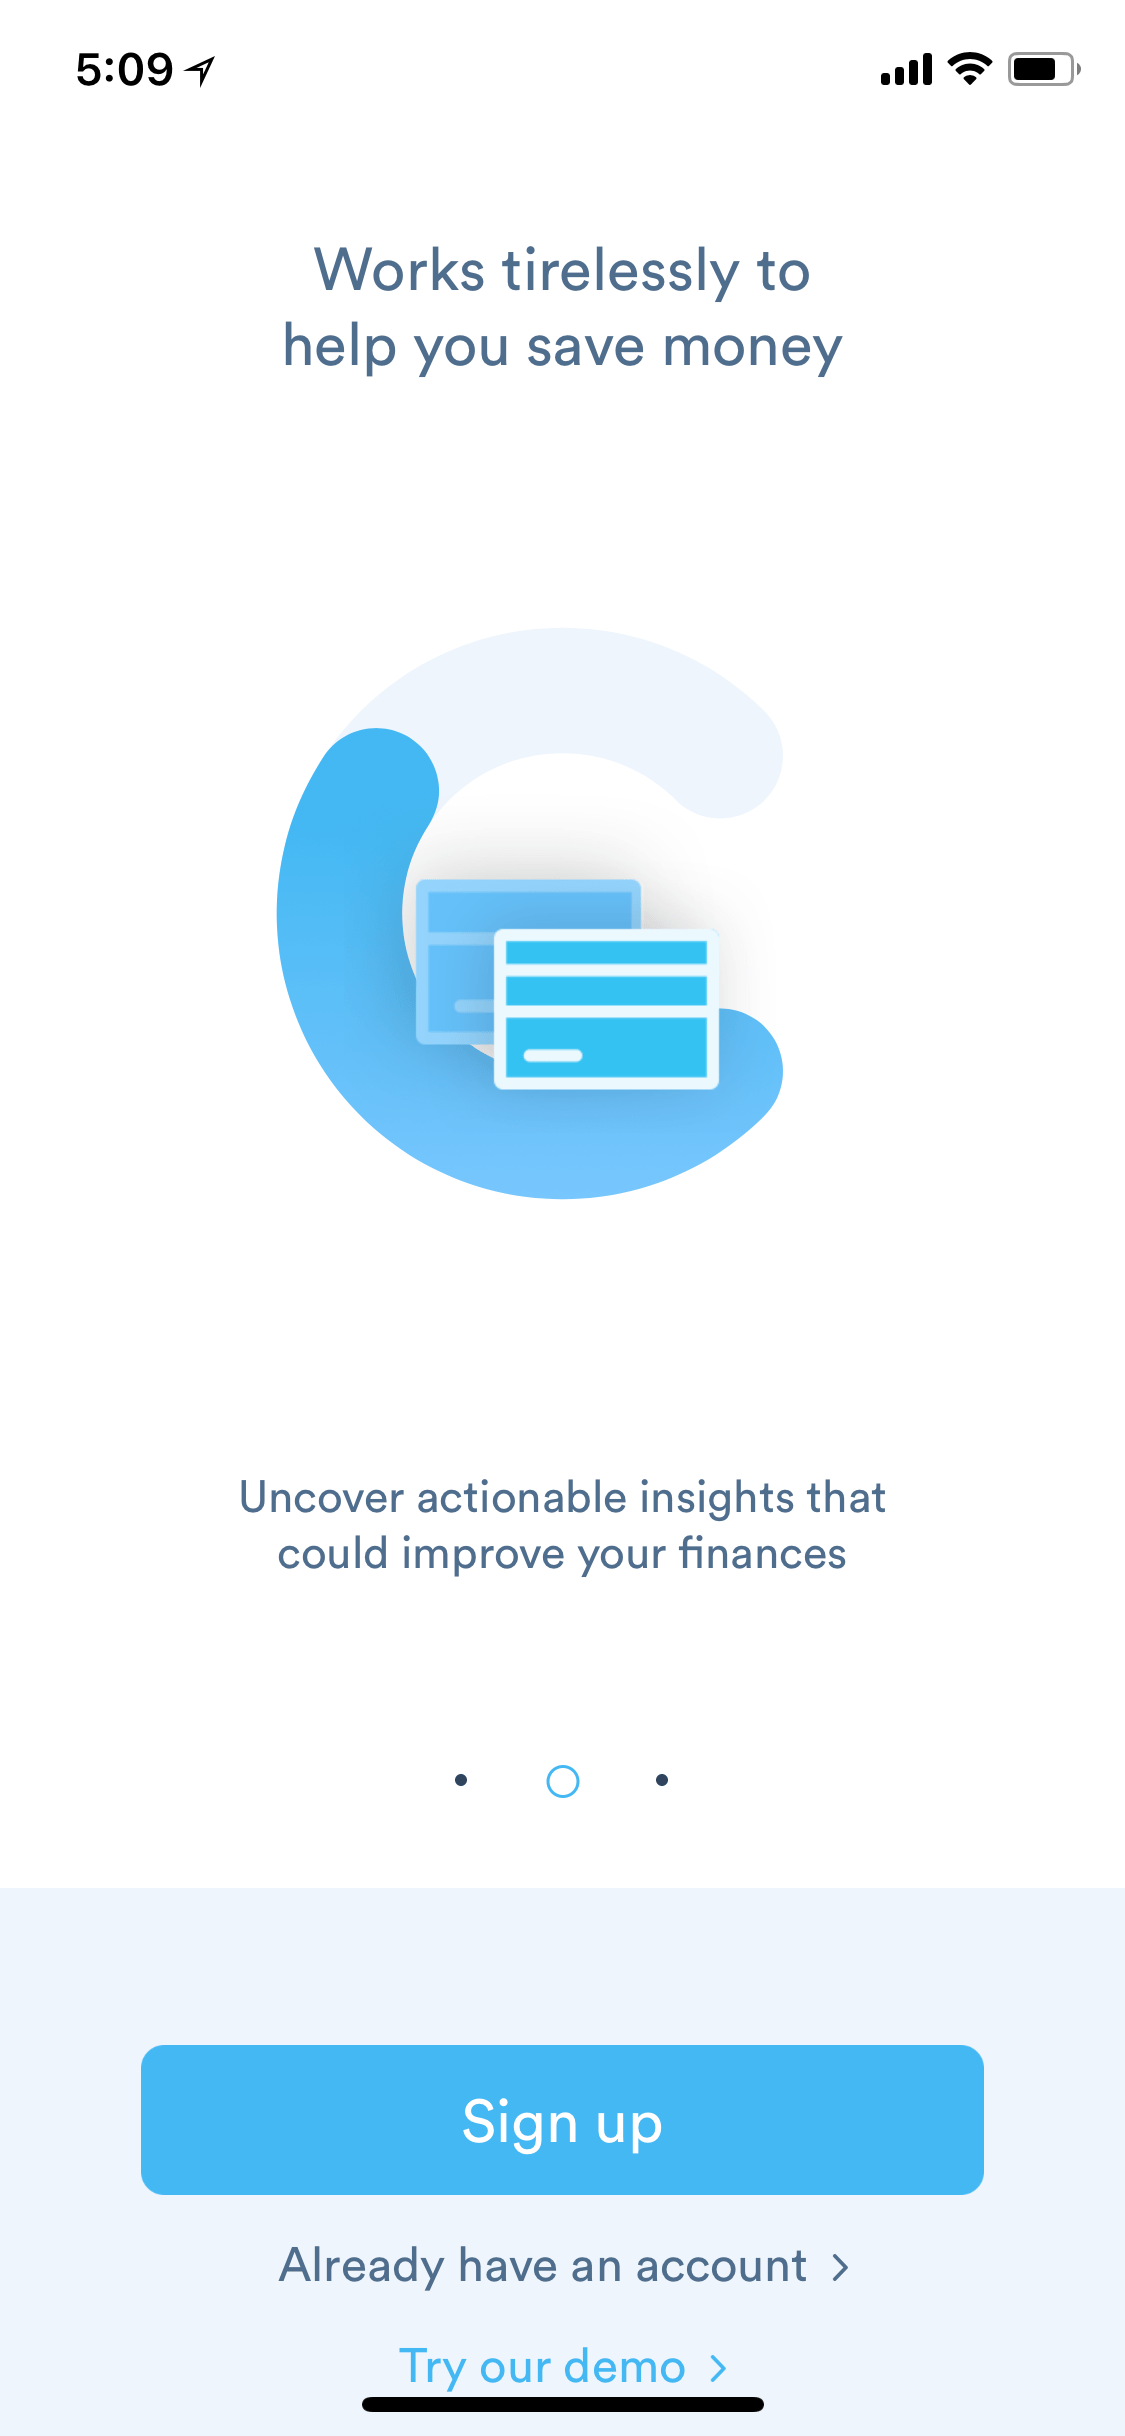 5:09
Works tirelessly to
help you save money
Uncover actionable insights that
could improve your finances
Sign up
Already have an account
Try our demo